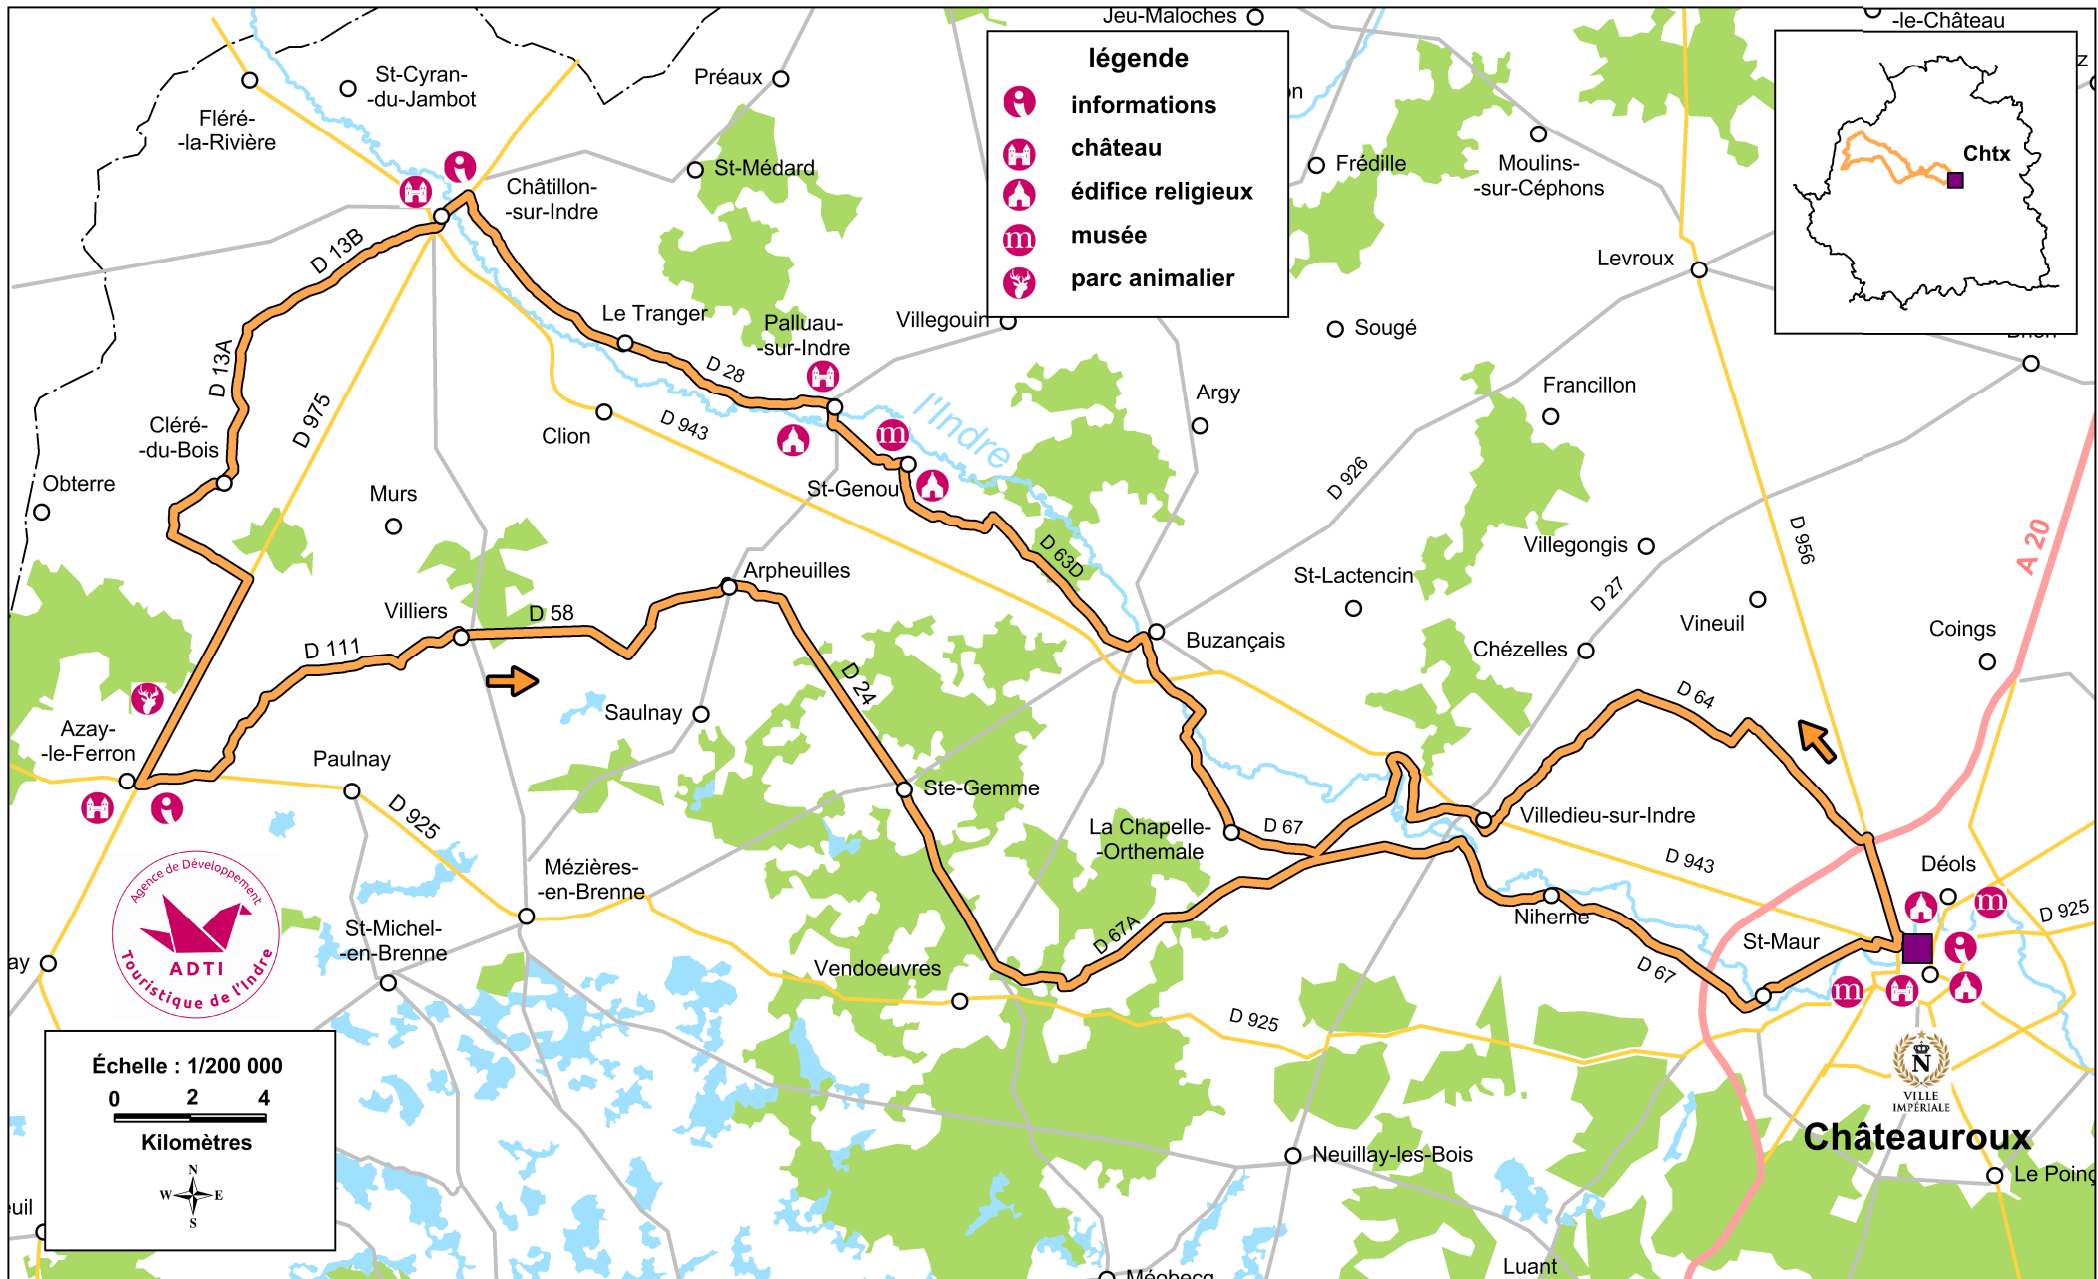 Jeu-Maloches
-le-Château
légende
informations
château
édifice religieux
musée
parc animalier
Chtx
St-Cyran-
-du-Jambot
Préaux
Fléré-
-la-Rivière
St-Médard
Frédille
Moulins-
-sur-Céphons
Châtillon-
-sur-Indre
D 13B
Levroux
Le Tranger
Palluau-
-sur-Indre
Villegouin
Sougé
D 13A
D 28
Francillon
Argy
D 975
Cléré-
-du-Bois
Clion
D 943
l'Indre
Obterre
Murs
St-Genou
D 926
D 956
A 20
D 63D
Villegongis
St-Lactencin
D 27
Arpheuilles
Villiers
D 58
Vineuil
Coings
Buzançais
Chézelles
D 111
D 24
D 64
Saulnay
Azay-
-le-Ferron
Paulnay
Ste-Gemme
D 925
La Chapelle-
-Orthemale
D 67
Villedieu-sur-Indre
D 943
Déols
Mézières-
-en-Brenne
Agence de Développement
ADTI
Touristique de l'Indre
Niherne
D 925
St-Michel-
-en-Brenne
D 67A
St-Maur
ay
Vendoeuvres
D 67
D 925
Échelle : 1/200 000
0 2 4
Kilomètres
N
W E
S
N
VILLE
IMPÉRIALE
Châteauroux
Neuillay-les-Bois
Le Poinç
euil
Luant